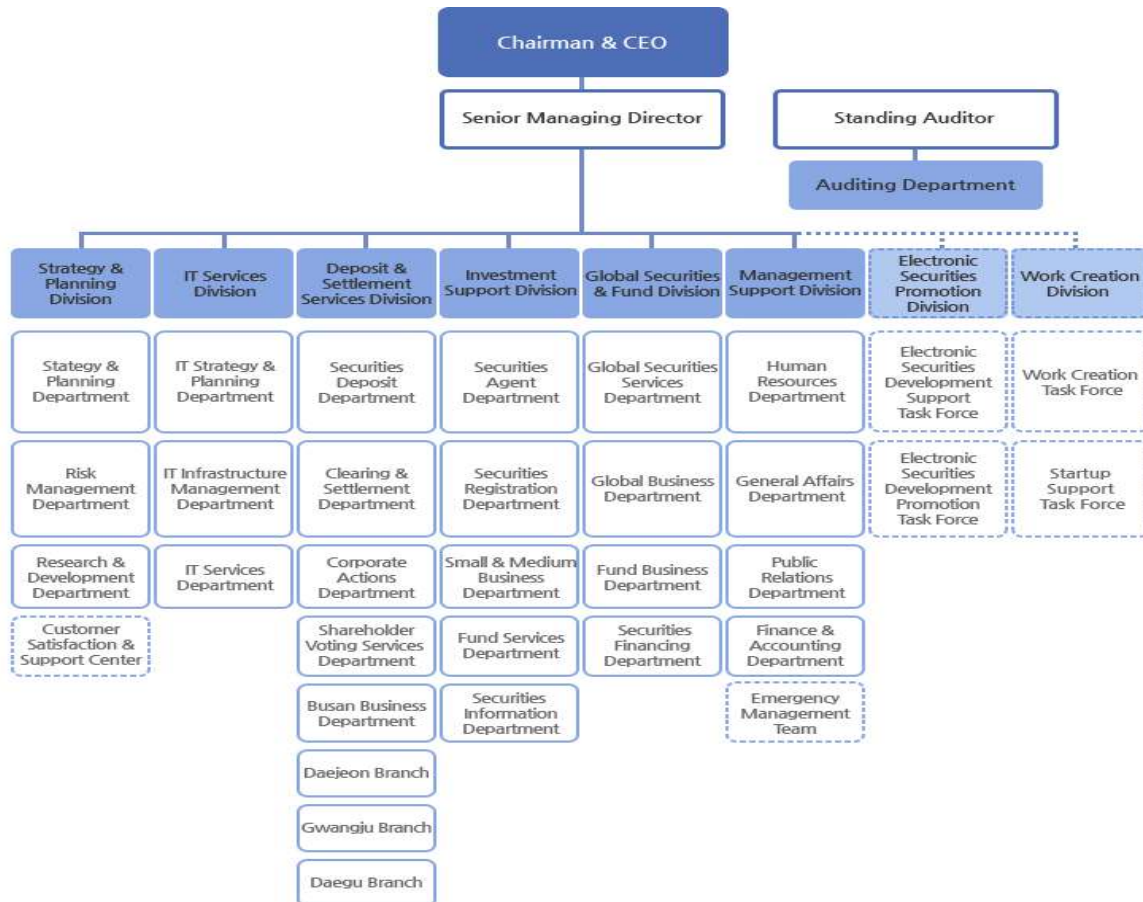 Chairman & CEO
Senior Managing Director
Standing Auditor
Auditing Department
Strategy &
Planning
Division
IT Services
Division
Deposit &
Settlement
Services Division
Investment
Support Division
Global Securities
& Fund Division
Management
Support Division
Electronic
Securities
Promotion
Division
Work Creation
Division
Stategy &
Planning
Department
IT Strategy &
Planning
Department
Securities
Deposit
Department
Securities
Agent
Department
Global Securities
Services
Department
Human
Resources
Department
Electronic
Securities
Development
Support
Task Force
Work Creation
Task Force
Risk
Management
Department
IT Infrastructure
Management
Department
Clearing &
Settlement
Department
Securities
Registration
Department
Global Business
Department
General Affairs
Department
Electronic
Securities
Development
Promotion
Task Force
Startup
Support
Task Force
Research &
Development
Department
IT Services
Department
Corporate
Actions
Department
Small & Medium
Business
Department
Fund Business
Department
Public
Relations
Department
Customer
Satisfaction &
Support Center
Shareholder
Voting Services
Department
Fund Services
Department
Securities
Financing
Department
Finance &
Accounting
Department
Busan Business
Department
Securities
Information
Department
Emergency
Management
Team
Daejeon Branch
Gwangju Branch
Daegu Branch